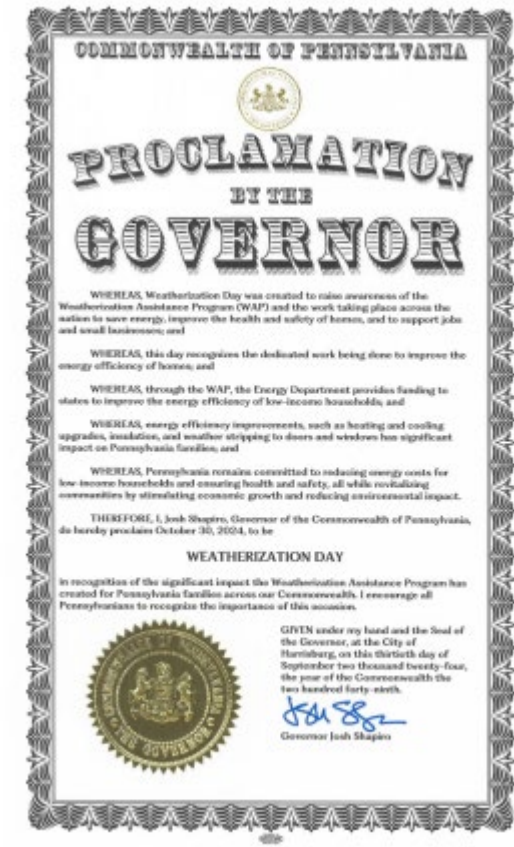 COMMONWEALTH OF PENNSYLVANIA
PROCLAMATION
BY THE
GOVERNOR
WHEREAS, Weatherization Day was created to raise awareness of the
Weatherization Assistance Program (WAP) and the work taking place across the
nation to save energy, improve the health and safety of homes, and to support jobs
and small businesses; and
WHEREAS, this day recognizes the dedicated work being done to improve the
energy efficiency of homes; and
WHEREAS, through the WAP, the Energy Department provides funding to
states to improve the energy efficiency of low-income households; and
WHEREAS, energy efficiency improvements, such as heating and cooling
upgrades, insulation, and weather stripping to doors and windows has significant
impact on Pennsylvania families; and
WHEREAS, Pennsylvania remains committed to reducing energy costs for
low-income households and ensuring health and safety, all while revitalizing
communities by stimulating economic growth and reducing environmental impact.
THEREFORE, I, Josh Shapiro, Governor of the Commonwealth of Pennsylvania,
do hereby proclaim October 30, 2024, to be
WEATHERIZATION DAY
in recognition of the significant impact the Weatherization Assistance Program has
created for Pennsylvania families across our Commonwealth. I encourage all
Pennsylvanians to recognize the importance of this occasion.
GIVEN under my hand and the Seal of
the Governor, at the City of
Harrisburg, on this thirtieth day of
September two thousand twenty-four,
the year of the Commonwealth the
two hundred forty-ninth.
Governor Josh Shapiro